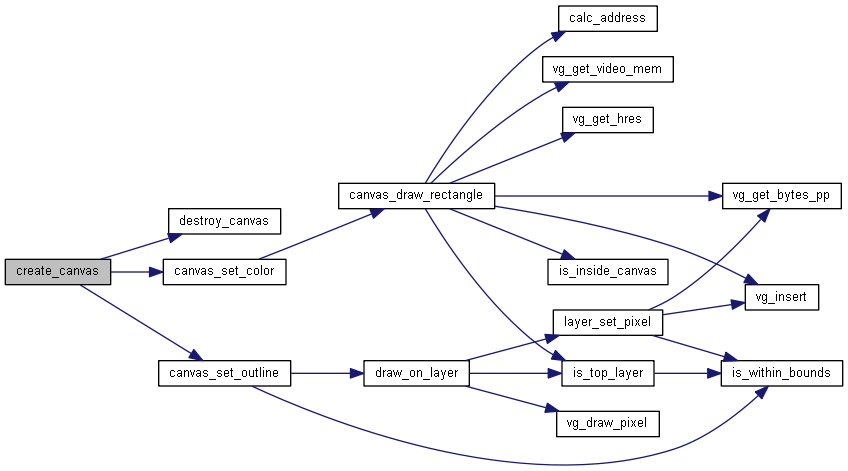 calc_address
vg_get_video_mem
vg_get_hres
canvas_draw_rectangle
vg_get_bytes_pp
destroy_canvas
create_canvas
canvas_set_color
is_inside_canvas
vg_insert
layer_set_pixel
canvas_set_outline
draw_on_layer
is_top_layer
is_within_bounds
vg_draw_pixel